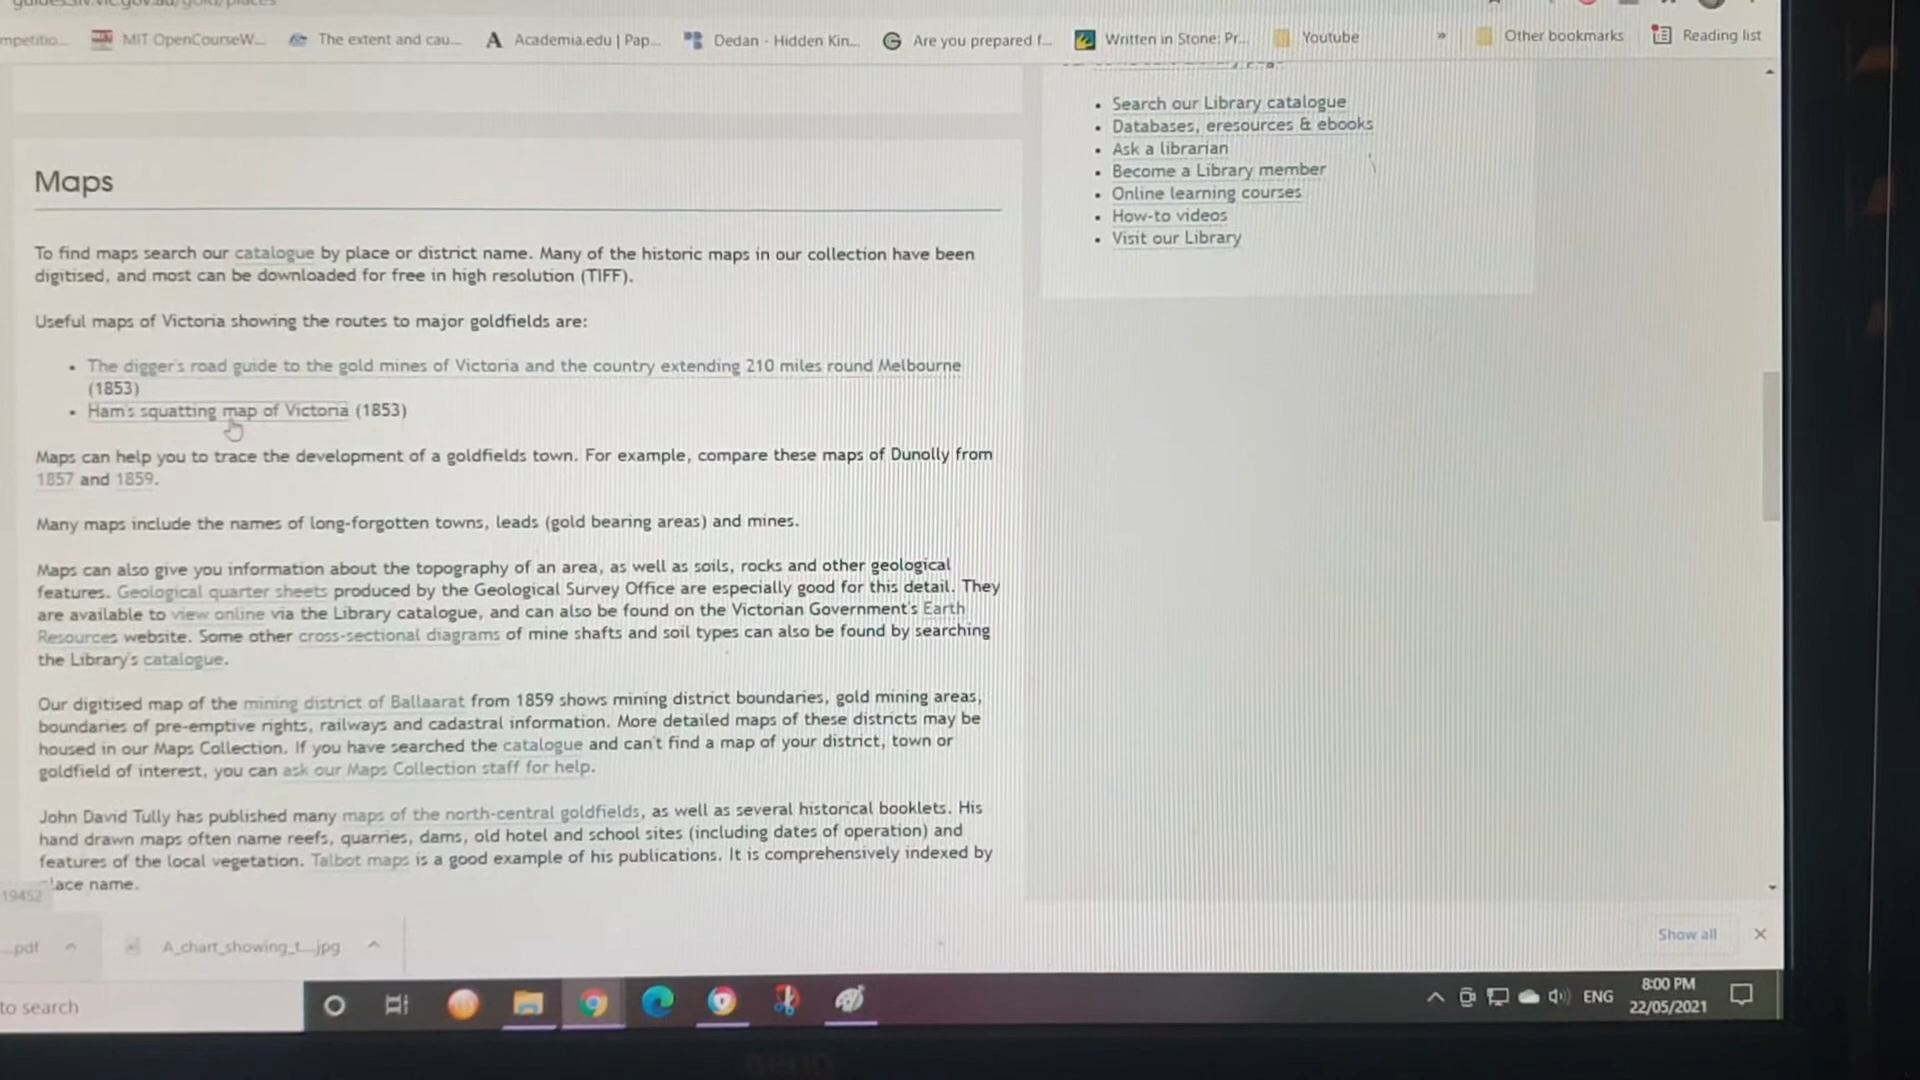 mpetitio...
MIT OpenCourseW...
The extent and cau...
Academia.edu | Pap...
Dedan - Hidden Kin...
Are you prepared f...
Written in Stone: Pr...
Youtube
»
Other bookmarks
Reading list
Search our Library catalogue
Databases, eresources & ebooks
Ask a librarian
Become a Library member
Online learning courses
How-to videos
Visit our Library
Maps
To find maps search our catalogue by place or district name. Many of the historic maps in our collection have been
digitised, and most can be downloaded for free in high resolution (TIFF).
Useful maps of Victoria showing the routes to major goldfields are:
The digger's road guide to the gold mines of Victoria and the country extending 210 miles round Melbourne
(1853)
Ham's squatting map of Victoria (1853)
Maps can help you to trace the development of a goldfields town. For example, compare these maps of Dunolly from
1857 and 1859.
Many maps include the names of long-forgotten towns, leads (gold bearing areas) and mines.
Maps can also give you information about the topography of an area, as well as soils, rocks and other geological
features. Geological quarter sheets produced by the Geological Survey Office are especially good for this detail. They
are available to view online via the Library catalogue, and can also be found on the Victorian Government's Earth
Resources website. Some other cross-sectional diagrams of mine shafts and soil types can also be found by searching
the Library's catalogue.
Our digitised map of the mining district of Ballaarat from 1859 shows mining district boundaries, gold mining areas,
boundaries of pre-emptive rights, railways and cadastral information. More detailed maps of these districts may be
housed in our Maps Collection. If you have searched the catalogue and can't find a map of your district, town or
goldfield of interest, you can ask our Maps Collection staff for help.
John David Tully has published many maps of the north-central goldfields, as well as several historical booklets. His
hand drawn maps often name reefs, quarries, dams, old hotel and school sites (including dates of operation) and
features of the local vegetation. Talbot maps is a good example of his publications. It is comprehensively indexed by
lace name.
19452
...pdf
A_chart_showing_t....jpg
Show all
to search
ENG
8:00 PM
22/05/2021